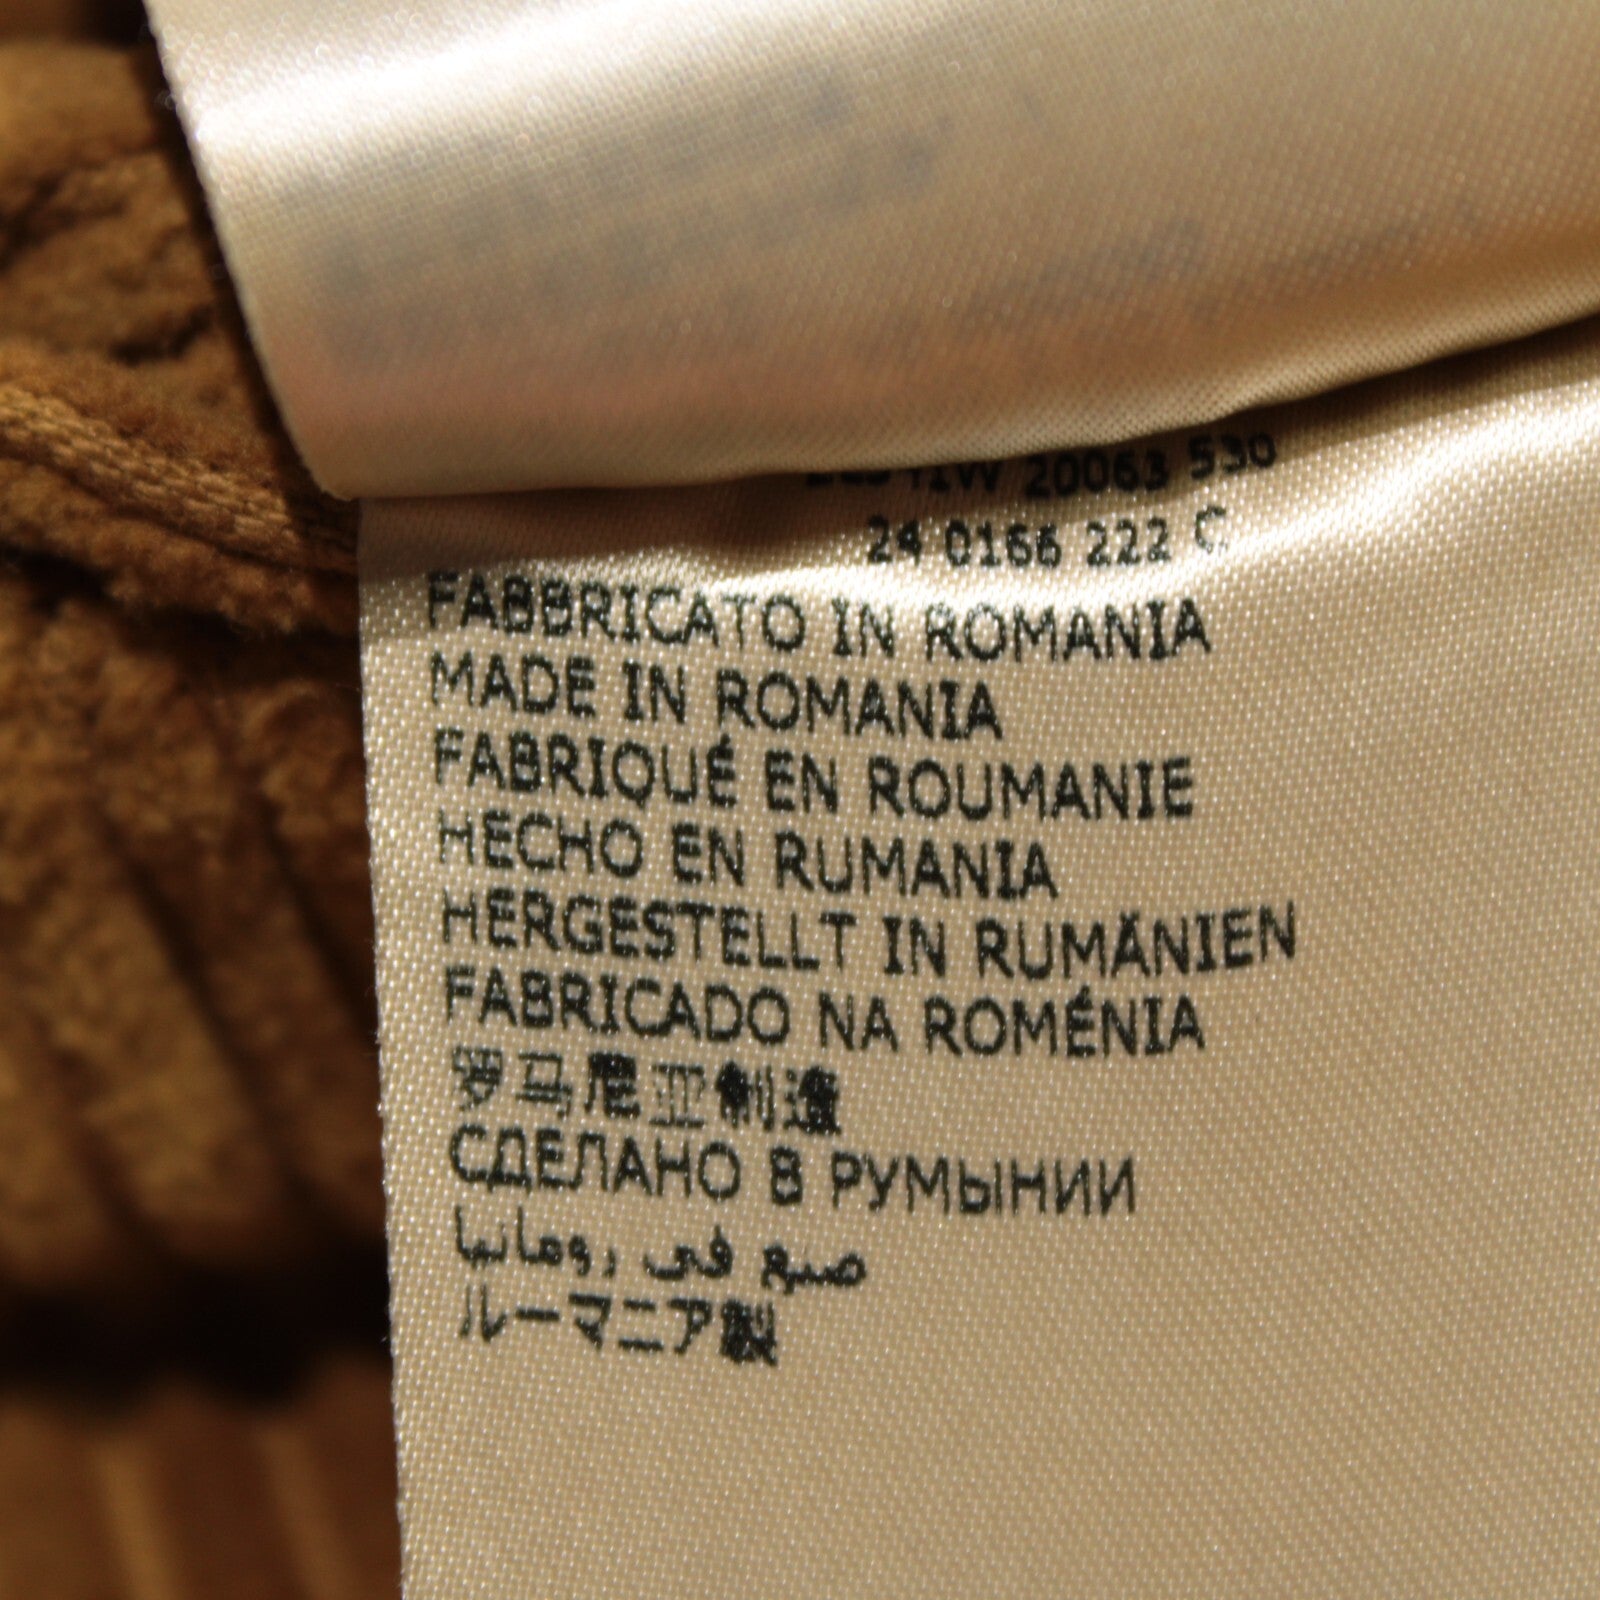 20063 530
24 0166 222 C
FABBRICATO IN ROMANIA
MADE IN ROMANIA
FABRIQUÉ EN ROUMANIE
HECHO EN RUMANIA
HERGESTELLT IN RUMÄNIEN
FABRICADO NA ROMÉNIA
罗马尼亚制造
СДЕЛАНО В РУМЫНИИ
صنع في رومانيا
ルーマニア製